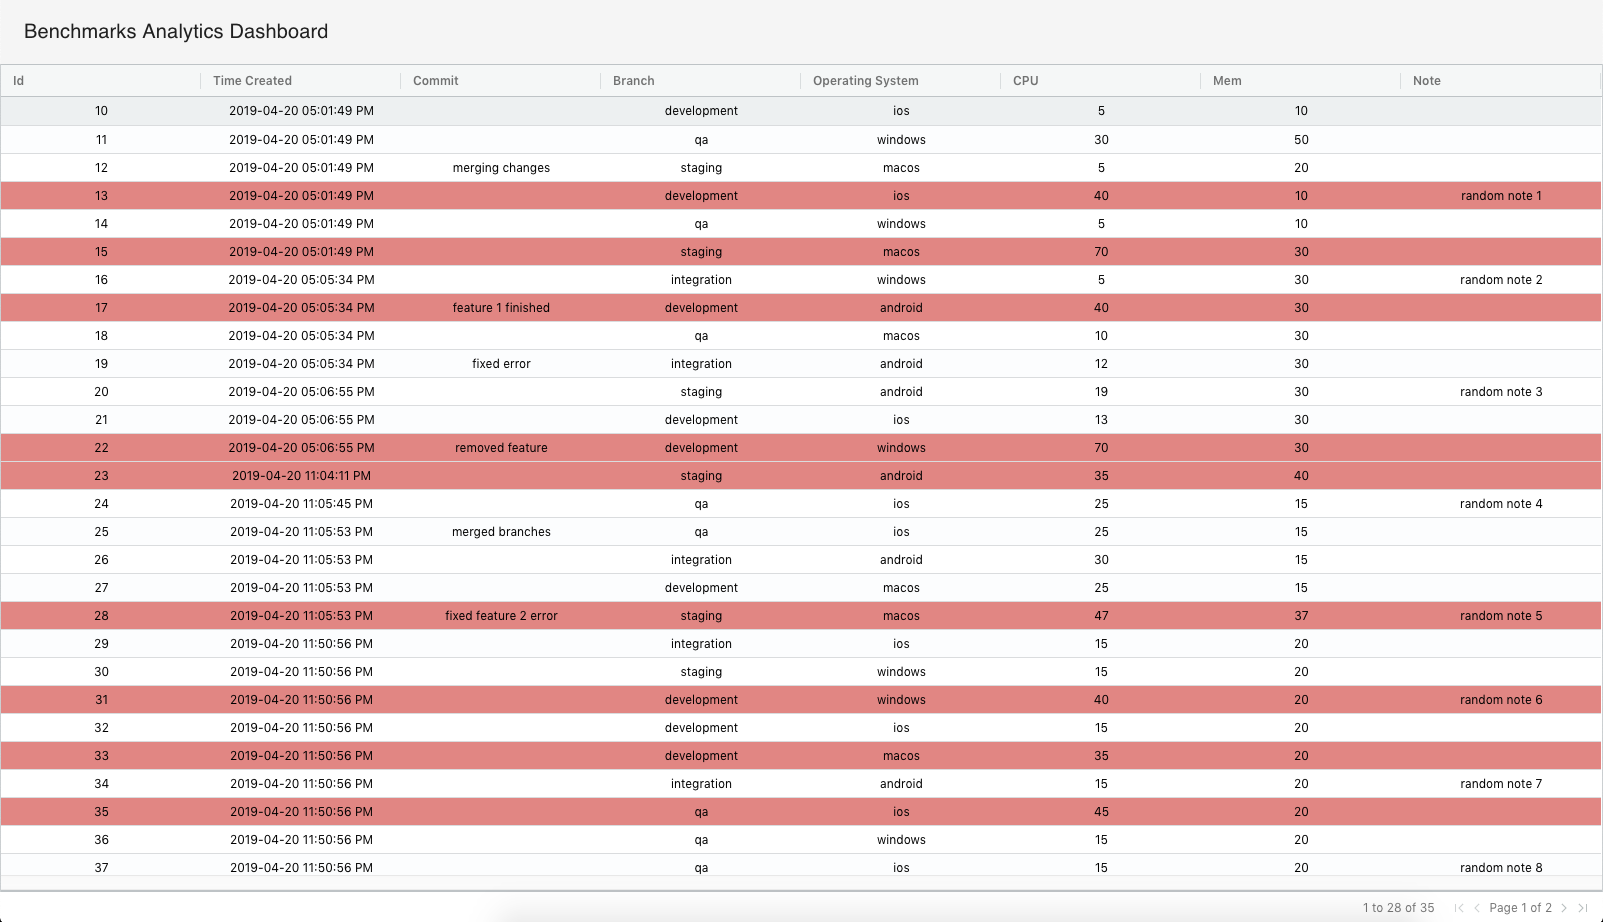 Benchmarks Analytics Dashboard
Id Time Created Commit Branch Operating System CPU Mem Note
10 2019-04-20 05:01:49 PM development ios 5 10
11 2019-04-20 05:01:49 PM qa windows 30 50
12 2019-04-20 05:01:49 PM merging changes staging macos 5 20
13 2019-04-20 05:01:49 PM development ios 40 10 random note 1
14 2019-04-20 05:01:49 PM qa windows 5 10
15 2019-04-20 05:01:49 PM staging macos 70 30
16 2019-04-20 05:05:34 PM integration windows 5 30 random note 2
17 2019-04-20 05:05:34 PM feature 1 finished development android 40 30
18 2019-04-20 05:05:34 PM qa macos 10 30
19 2019-04-20 05:05:34 PM fixed error integration android 12 30
20 2019-04-20 05:06:55 PM staging android 19 30 random note 3
21 2019-04-20 05:06:55 PM development ios 13 30
22 2019-04-20 05:06:55 PM removed feature development windows 70 30
23 2019-04-20 11:04:11 PM staging android 35 40
24 2019-04-20 11:05:45 PM qa ios 25 15 random note 4
25 2019-04-20 11:05:53 PM merged branches qa ios 25 15
26 2019-04-20 11:05:53 PM integration android 30 15
27 2019-04-20 11:05:53 PM development macos 25 15
28 2019-04-20 11:05:53 PM fixed feature 2 error staging macos 47 37 random note 5
29 2019-04-20 11:50:56 PM integration ios 15 20
30 2019-04-20 11:50:56 PM staging windows 15 20
31 2019-04-20 11:50:56 PM development windows 40 20 random note 6
32 2019-04-20 11:50:56 PM development ios 15 20
33 2019-04-20 11:50:56 PM development macos 35 20
34 2019-04-20 11:50:56 PM integration android 15 20 random note 7
35 2019-04-20 11:50:56 PM qa ios 45 20
36 2019-04-20 11:50:56 PM qa windows 15 20
37 2019-04-20 11:50:56 PM qa ios 15 20 random note 8
1 to 28 of 35 Page 1 of 2